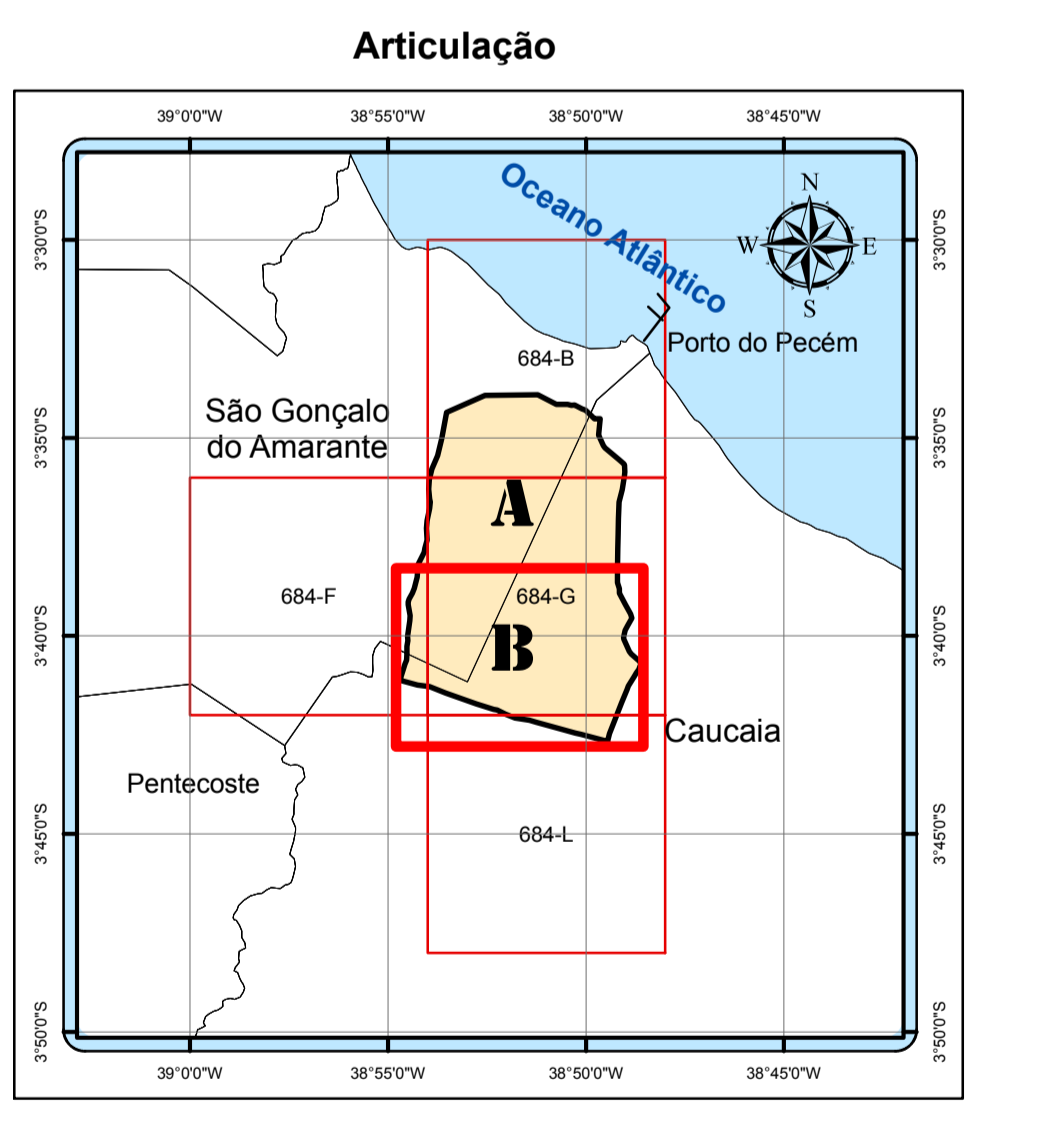 Articulação
39°0'0"W 38°55'0"W 38°50'0"W 38°45'0"W
Oceano Atlântico
N
W E
S
3°30'0"S 3°30'0"S
Porto do Pecém
684-B
São Gonçalo
do Amarante
3°35'0"S 3°35'0"S
A
684-F 684-G
3°40'0"S 3°40'0"S
B
Caucaia
Pentecoste
684-L
3°45'0"S 3°45'0"S
3°50'0"S 3°50'0"S
39°0'0"W 38°55'0"W 38°50'0"W 38°45'0"W